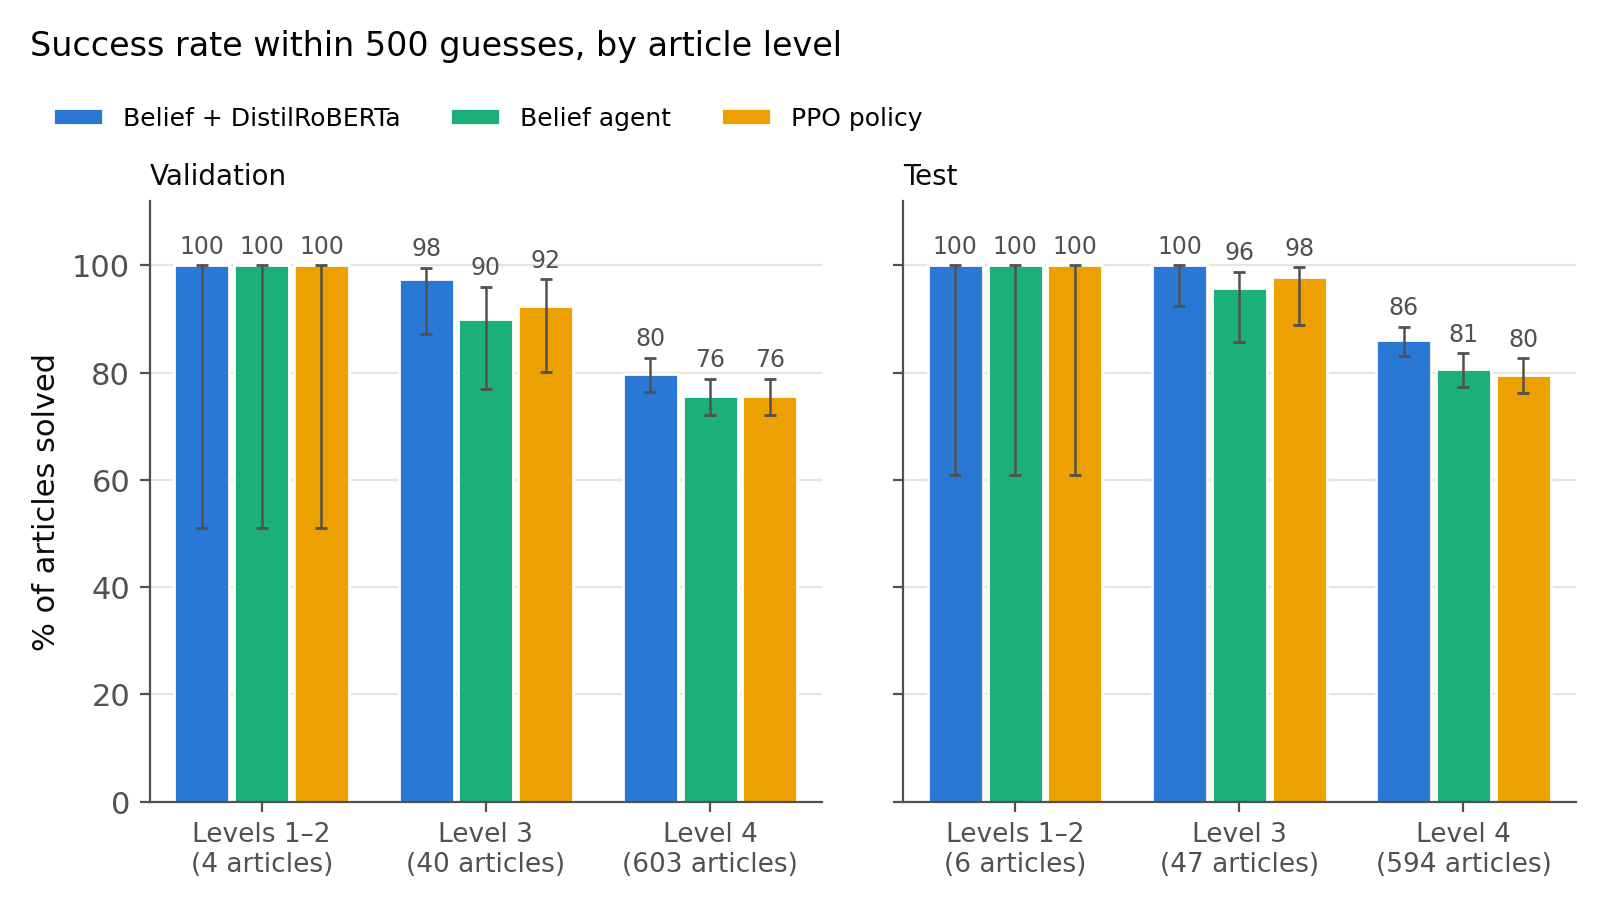 Success rate within 500 guesses, by article level
Belief + DistilRoBERTa Belief agent PPO policy
Validation
% of articles solved
100
80
60
40
20
0
100 100 100
98 90 92
80 76 76
Levels 1–2
(4 articles)
Level 3
(40 articles)
Level 4
(603 articles)
Test
100 100 100
100 96 98
86 81 80
Levels 1–2
(6 articles)
Level 3
(47 articles)
Level 4
(594 articles)